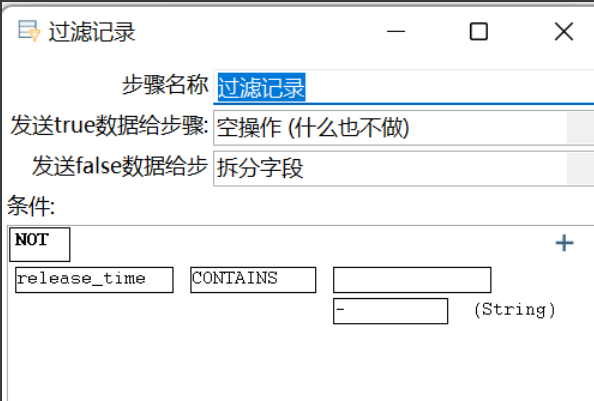 过滤记录
步骤名称 过滤记录
发送true数据给步骤: 空操作 (什么也不做)
发送false数据给步 拆分字段
条件:
NOT
release_time CONTAINS
- (String)